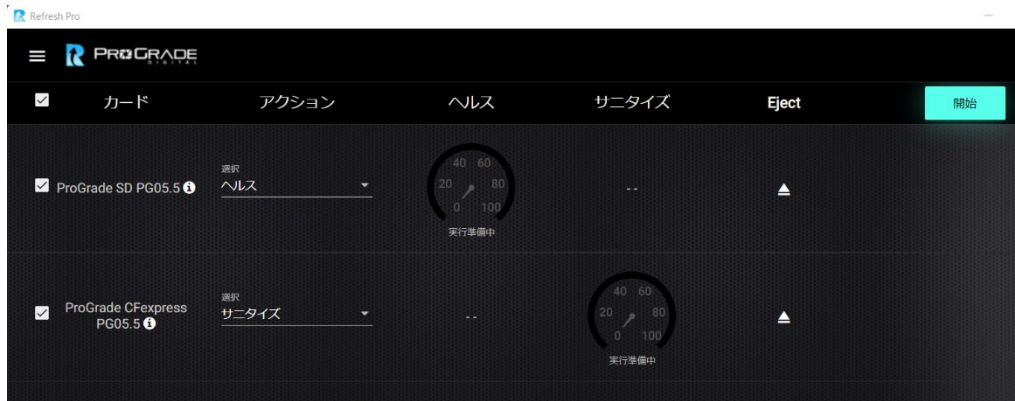 Refresh Pro
PROGRADE
DIGITAL
カード アクション ヘルス サニタイズ Eject 開始
ProGrade SD PG05.5
選択
ヘルス
40 60
20 80
0 100
実行準備中
- -
ProGrade CFexpress
PG05.5
選択
サニタイズ
- -
40 60
20 80
0 100
実行準備中